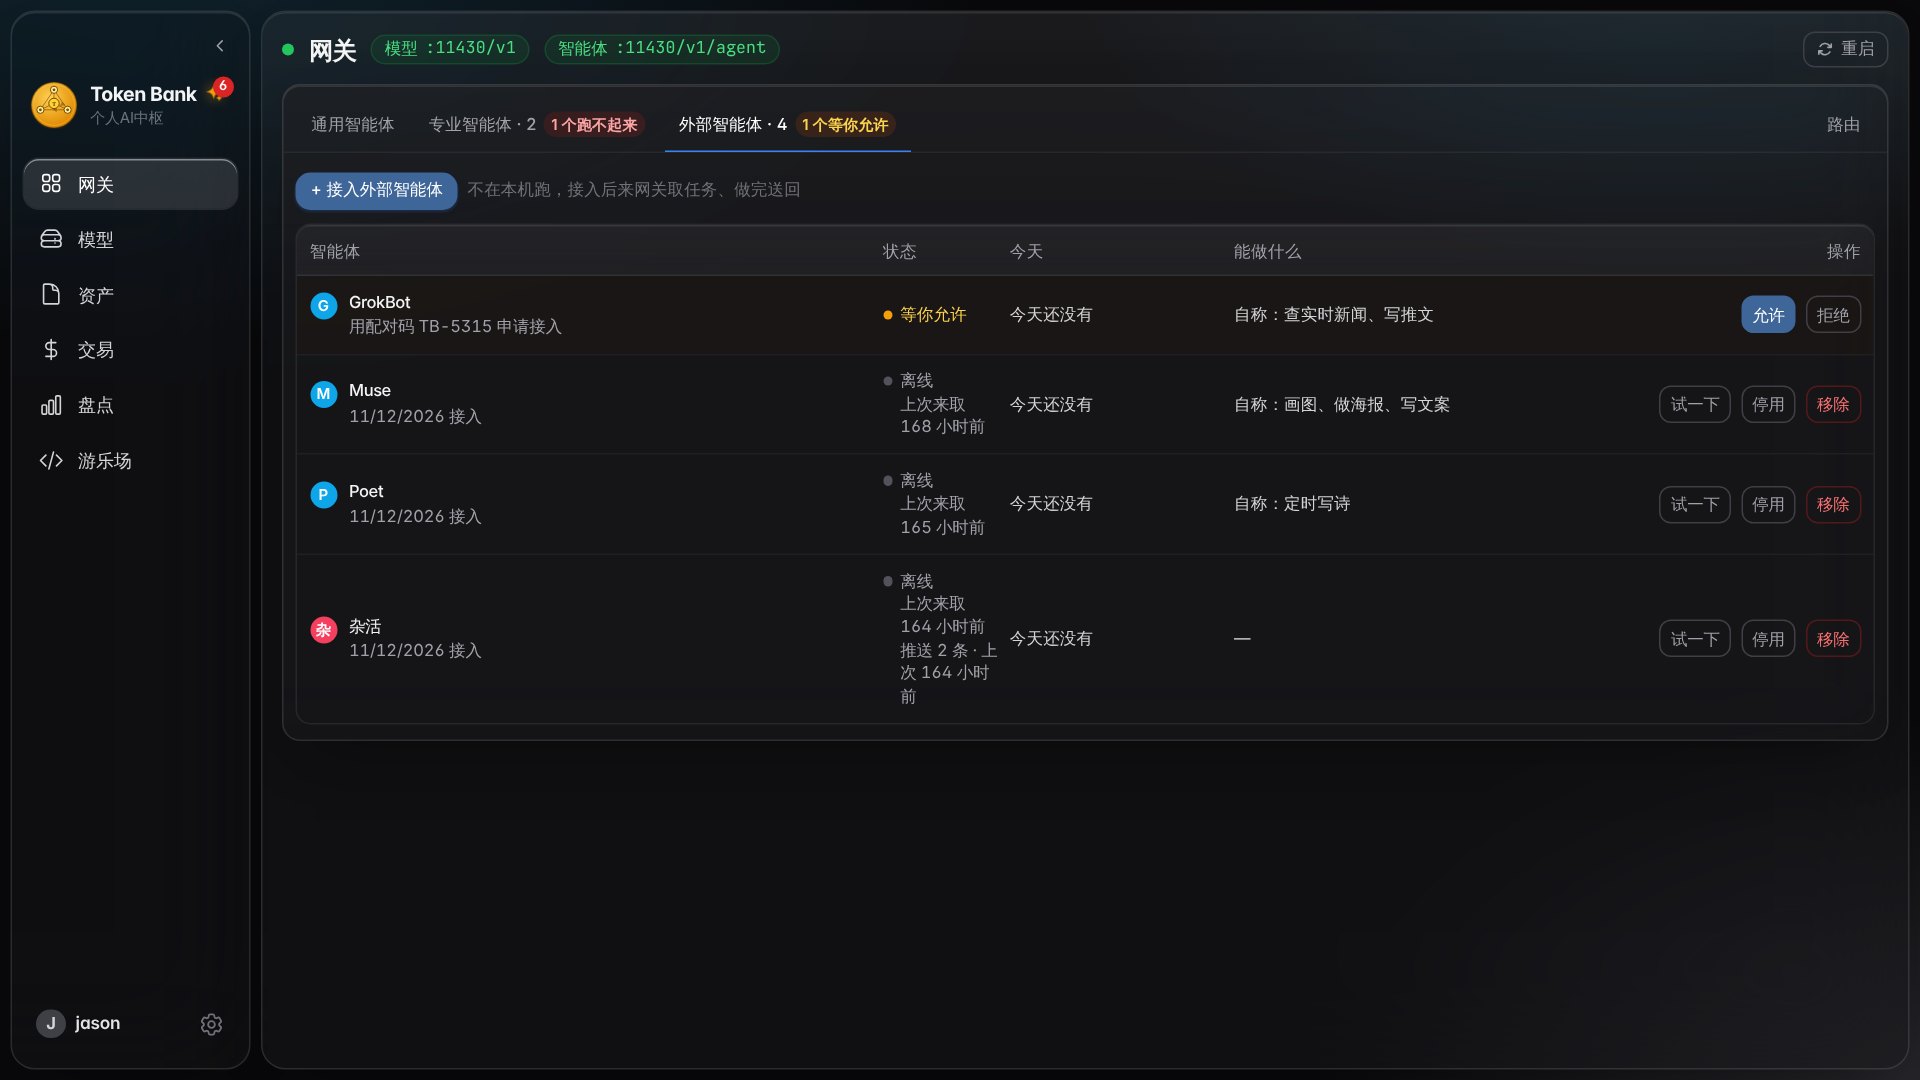 Token Bank
6
个人AI中枢
网关
模型
资产
交易
盘点
游乐场
J jason
网关 模型 :11430/v1 智能体 :11430/v1/agent 重启
通用智能体 专业智能体 · 2 1个跑不起来 外部智能体 · 4 1个等你允许 路由
+ 接入外部智能体 不在本机跑，接入后来网关取任务、做完送回
智能体 状态 今天 能做什么 操作
G GrokBot
用配对码 TB-5315 申请接入
等你允许 今天还没有 自称：查实时新闻、写推文 允许 拒绝
M Muse
11/12/2026 接入
离线
上次来取
168 小时前
今天还没有 自称：画图、做海报、写文案 试一下 停用 移除
P Poet
11/12/2026 接入
离线
上次来取
165 小时前
今天还没有 自称：定时写诗 试一下 停用 移除
杂 杂活
11/12/2026 接入
离线
上次来取
164 小时前
推送 2 条 · 上
次 164 小时
前
今天还没有 — 试一下 停用 移除